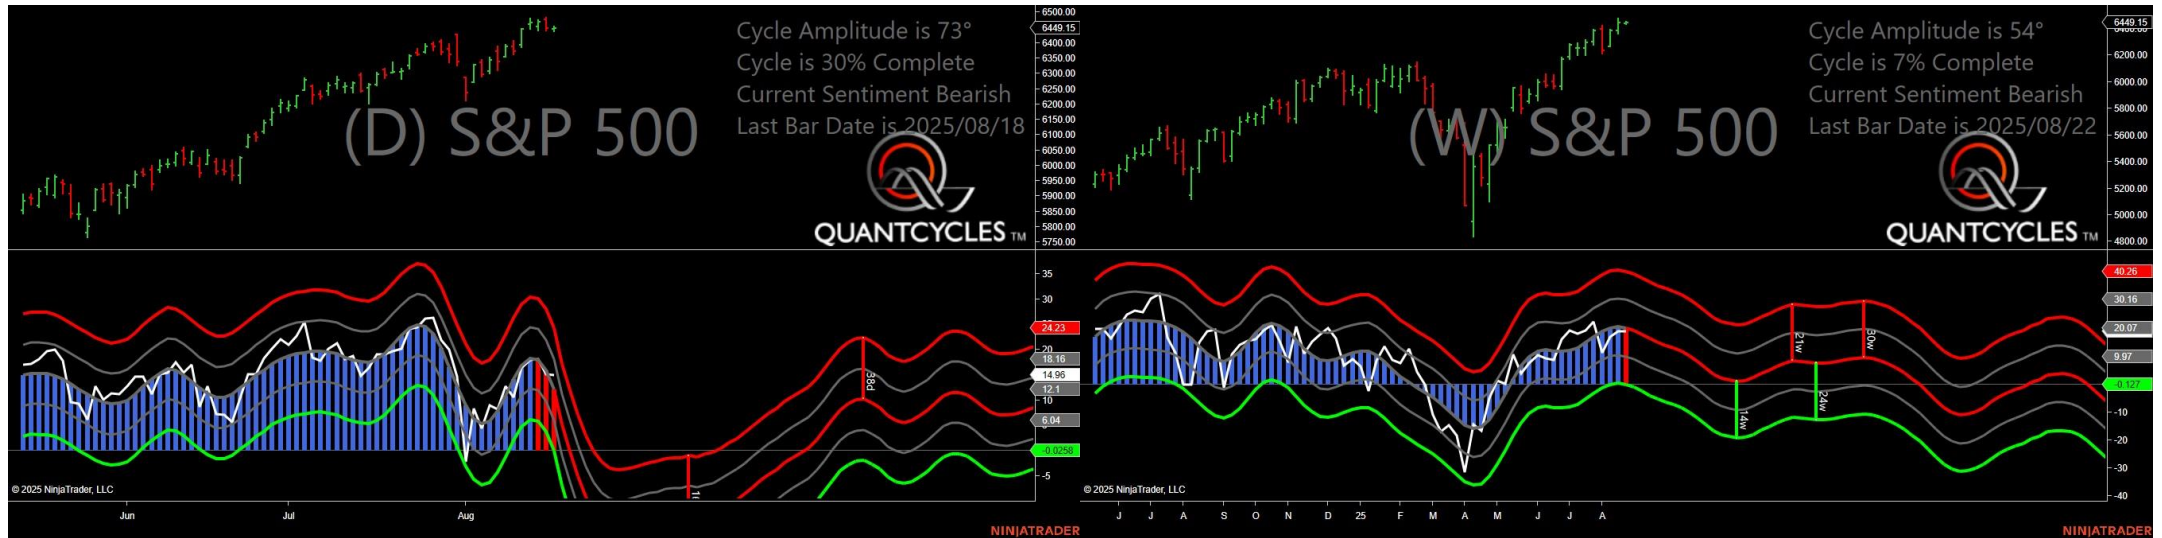 Cycle Amplitude is 73°
Cycle is 30% Complete
Current Sentiment Bearish
Last Bar Date is 2025/08/18
(D) S&P 500
QUANTCYCLES TM
6500.00
6449.15
6400.00
6350.00
6300.00
6250.00
6200.00
6150.00
6100.00
6050.00
6000.00
5950.00
5900.00
5850.00
5800.00
5750.00
35
30
24.23
20
18.16
14.96
12.1
10
6.04
-0.0258
-5
38d
© 2025 NinjaTrader, LLC
Jun Jul Aug
NINJATRADER
Cycle Amplitude is 54°
Cycle is 7% Complete
Current Sentiment Bearish
Last Bar Date is 2025/08/22
(W) S&P 500
QUANTCYCLES TM
6449.15
6400.00
6200.00
6000.00
5800.00
5600.00
5400.00
5200.00
5000.00
4800.00
40.26
30.16
20.07
9.97
-0.127
-10
-20
-30
-40
21w
30w
14w
24w
© 2025 NinjaTrader, LLC
J J A S O N D 25 F M A M J J A
NINJATRADER